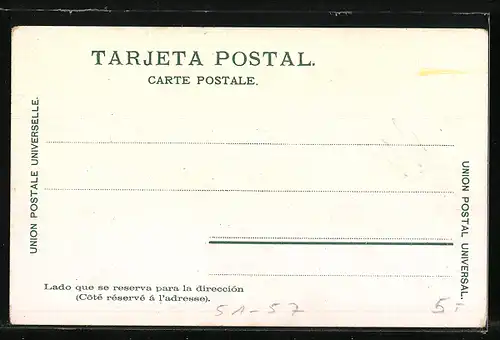 TARJETA POSTAL.
CARTE POSTALE.
UNION POSTALE UNIVERSELLE.
UNION POSTAL UNIVERSAL.
Lado que se reserva para la dirección
(Côté réservé á l'adresse).
51-57
5.-